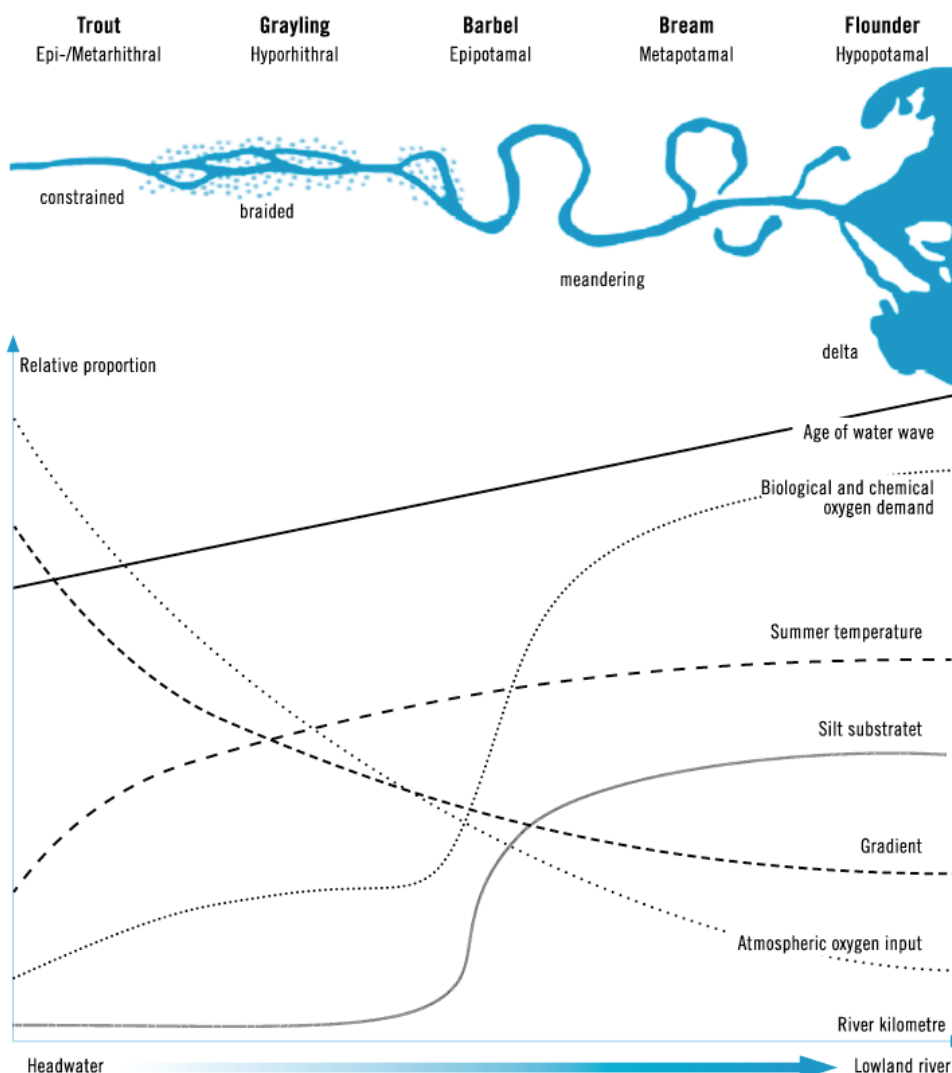 Trout Grayling Barbel Bream Flounder
Epi-/Metarhithral Hyporhithral Epipotamal Metapotamal Hypopotamal
constrained
braided
meandering
delta
Relative proportion
Age of water wave
Biological and chemical
oxygen demand
Summer temperature
Silt substratet
Gradient
Atmospheric oxygen input
River kilometre
Headwater Lowland river